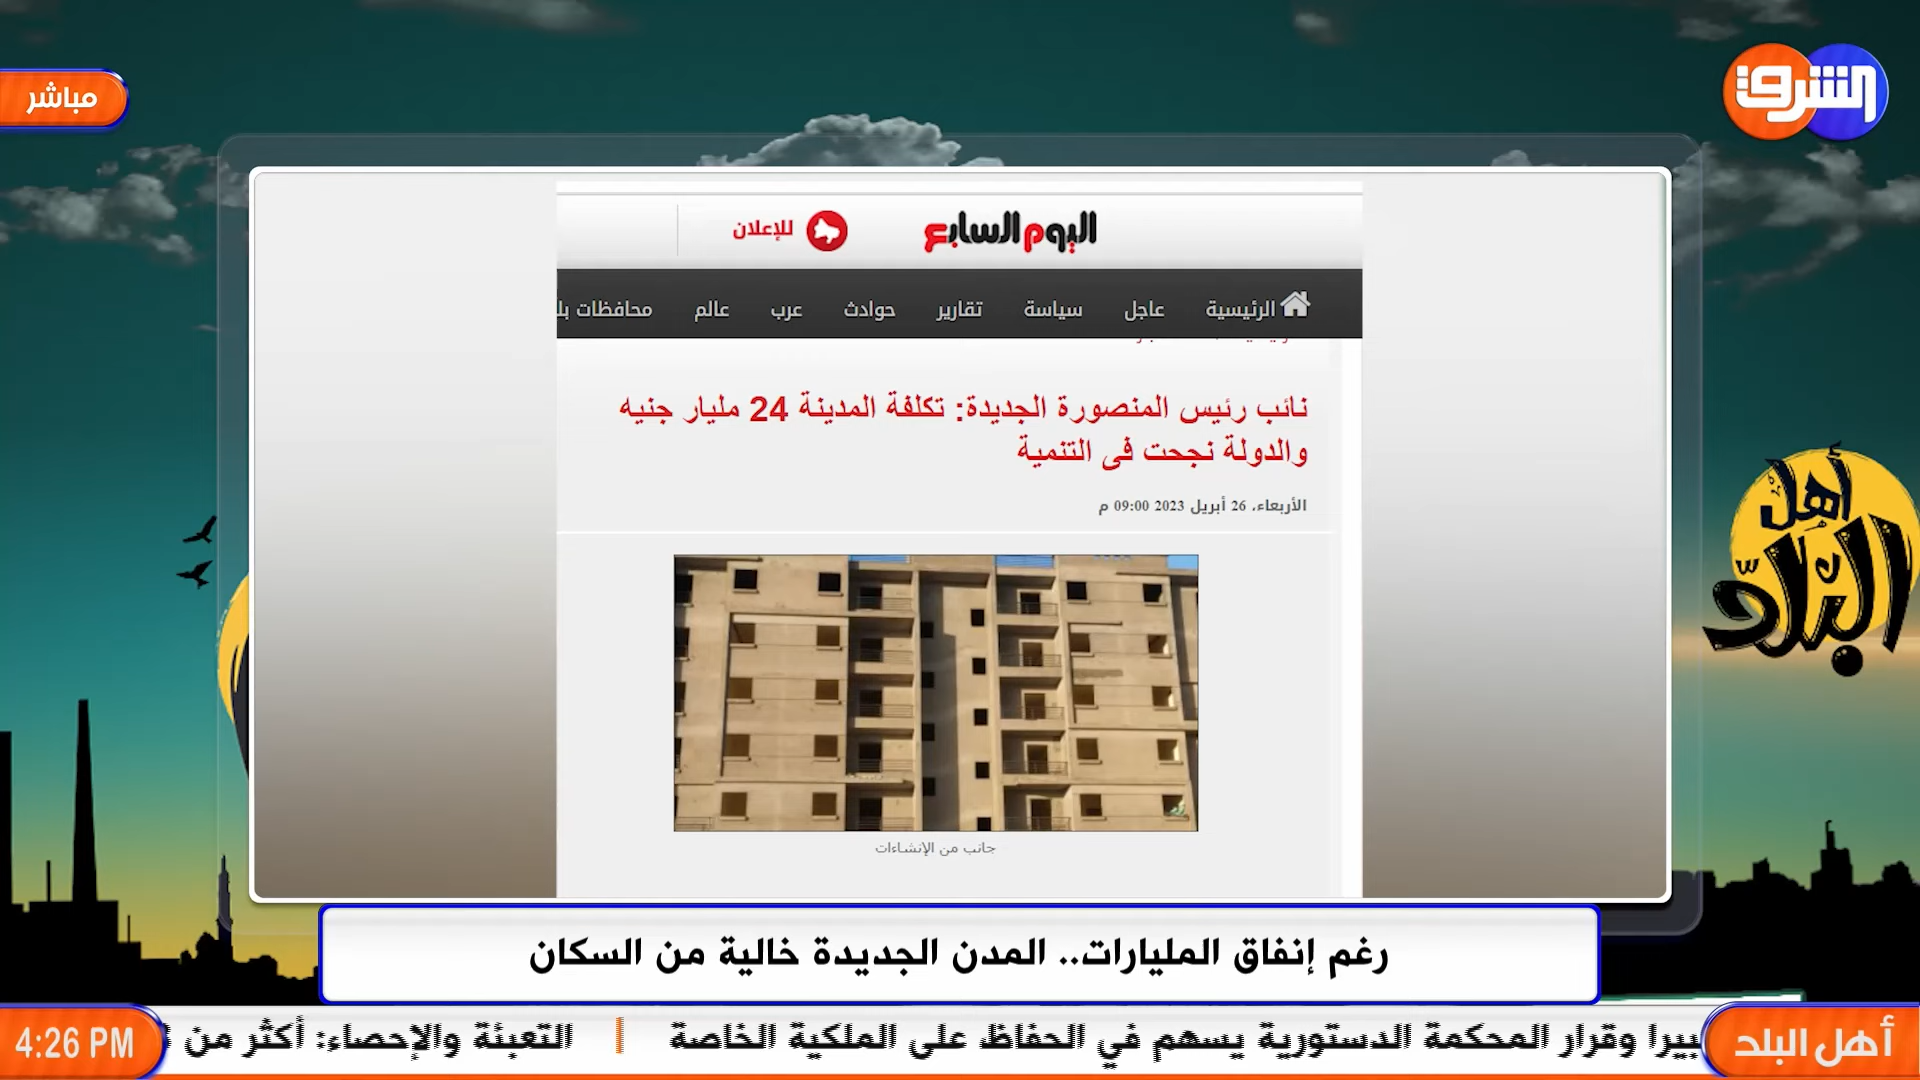 مباشر
الشرق
اليوم السابع
للإعلان
الرئيسية عاجل سياسة تقارير حوادث عرب عالم محافظات
نائب رئيس المنصورة الجديدة: تكلفة المدينة 24 مليار جنيه
والدولة نجحت فى التنمية
الأربعاء، 26 أبريل 2023 09:00 م
جانب من الإنشاءات
أهل
البلد
رغم إنفاق المليارات.. المدن الجديدة خالية من السكان
أهل البلد
وقرار المحكمة الدستورية يسهم في الحفاظ على الملكية الخاصة | التعبئة والإحصاء: أكثر من
4:26 PM